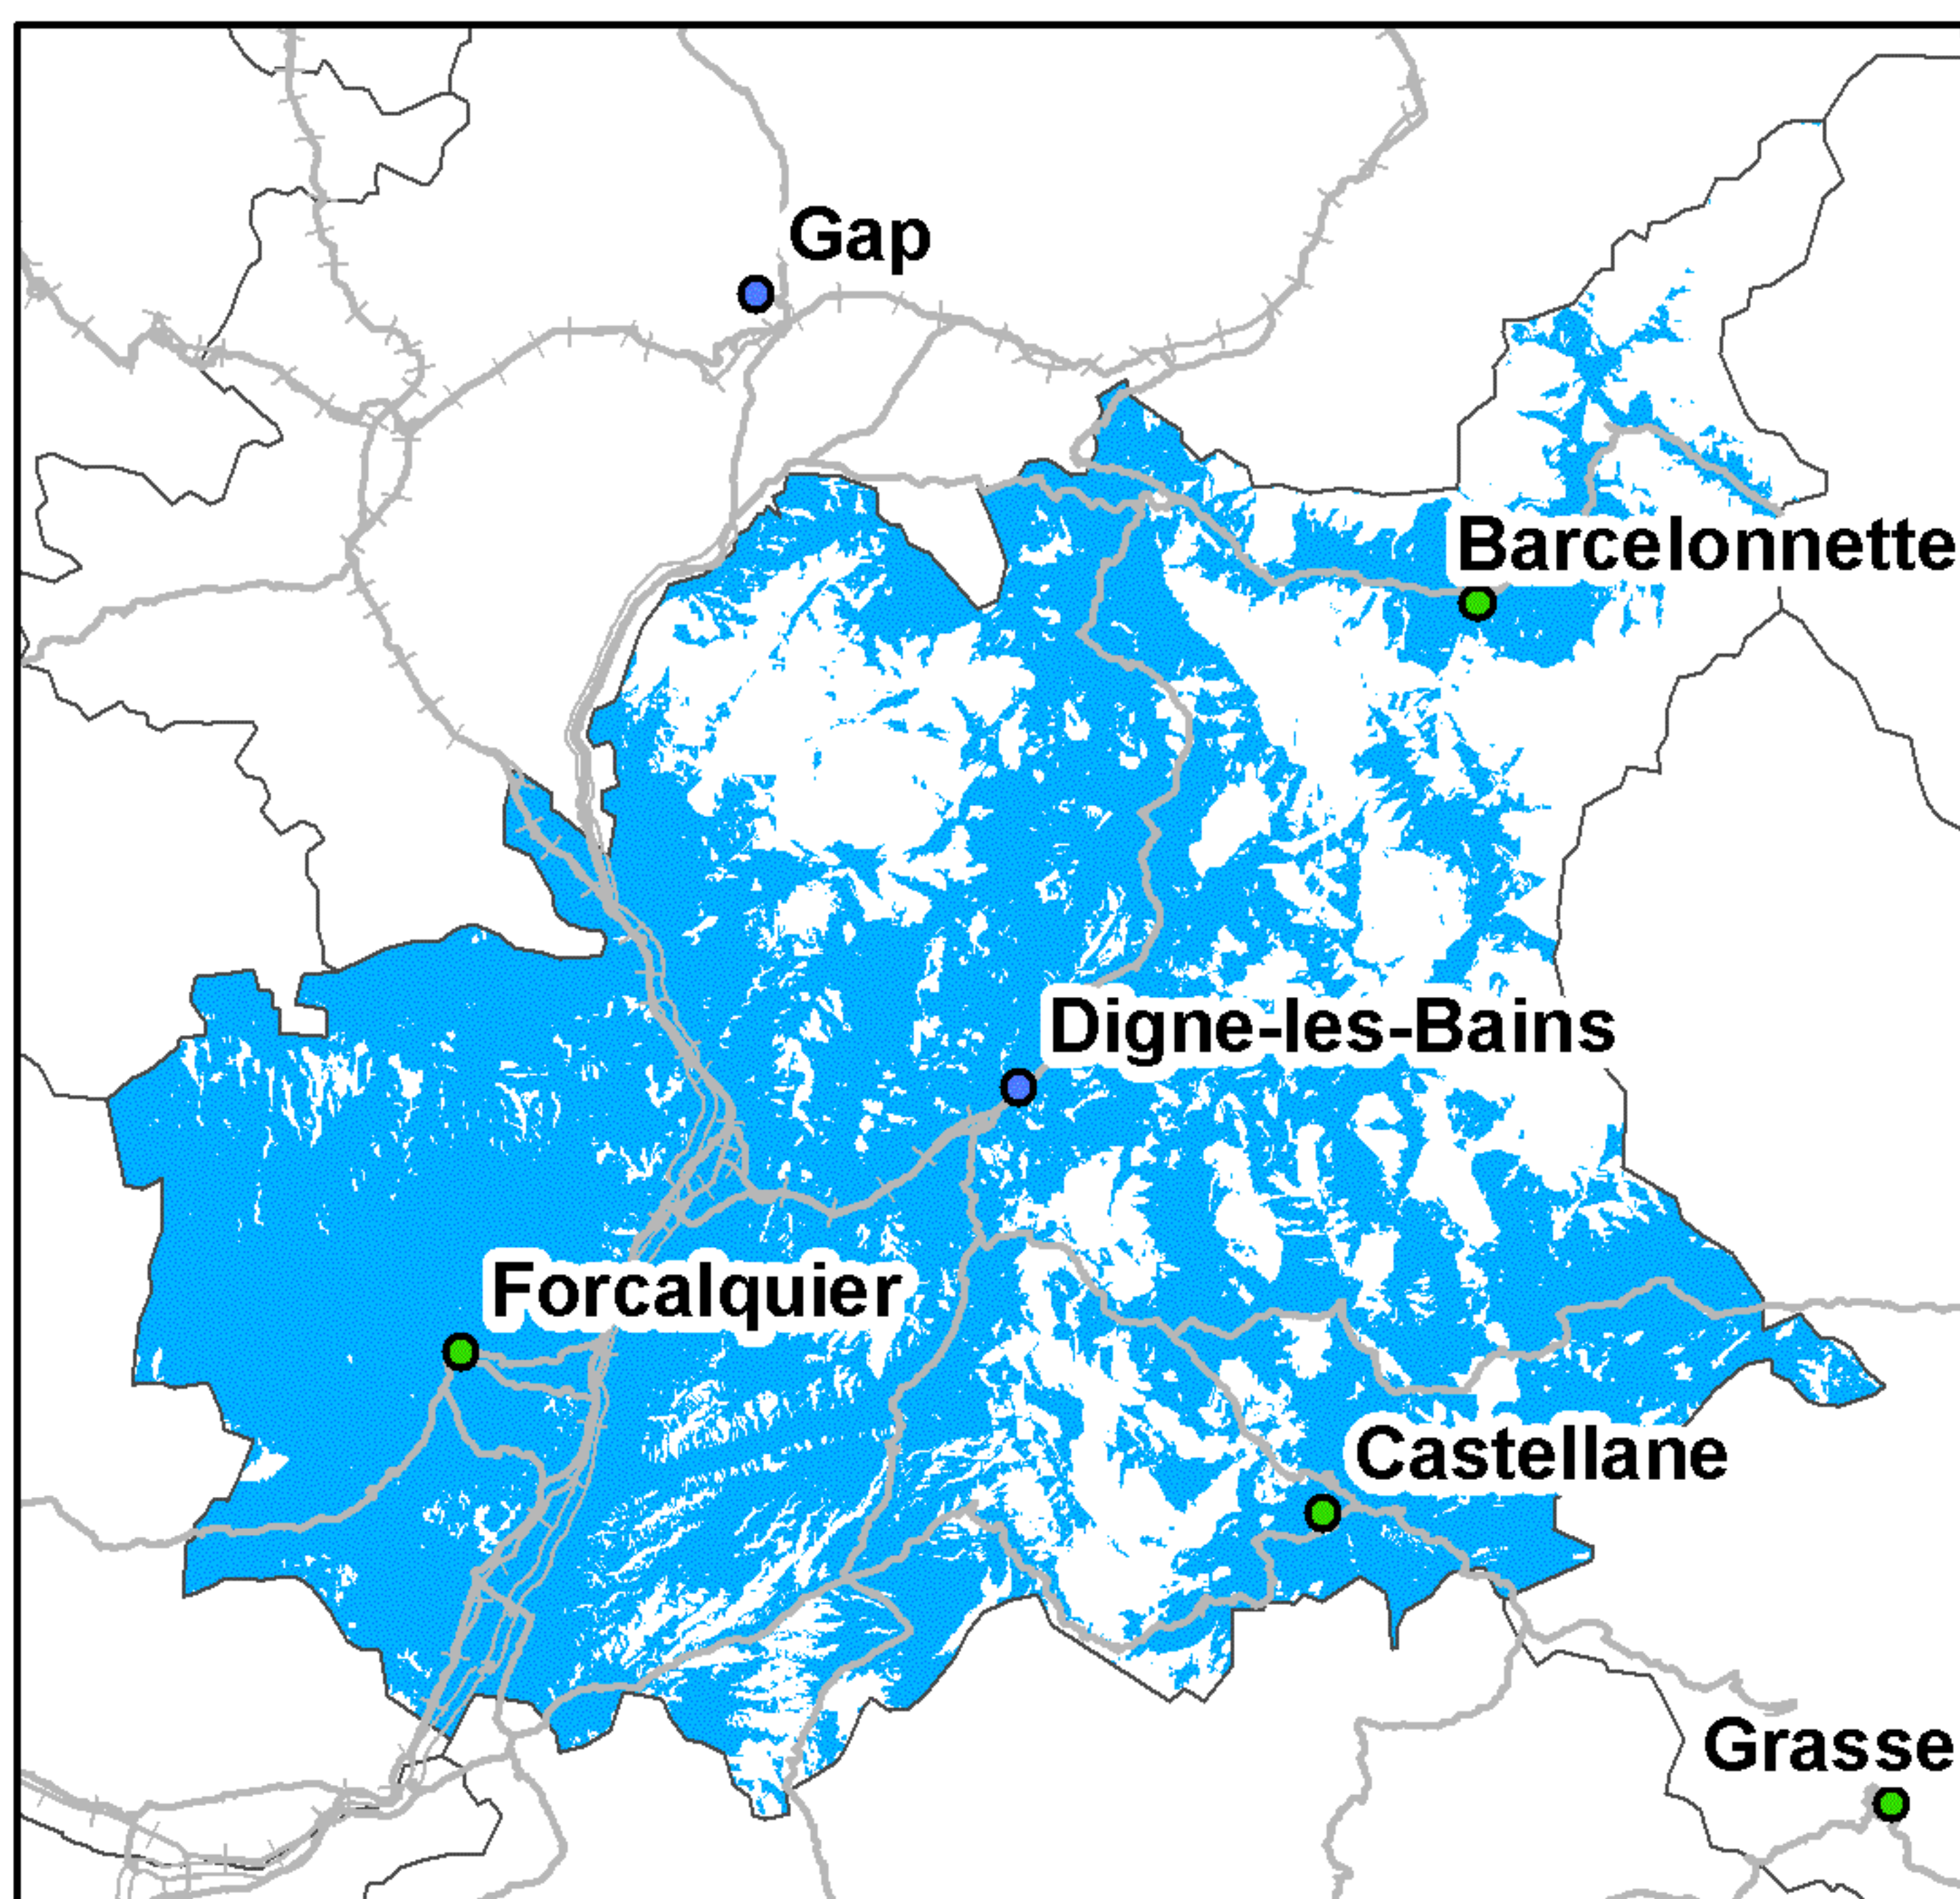 Gap
Barcelonnette
Digne-les-Bains
Forcalquier
Castellane
Grasse